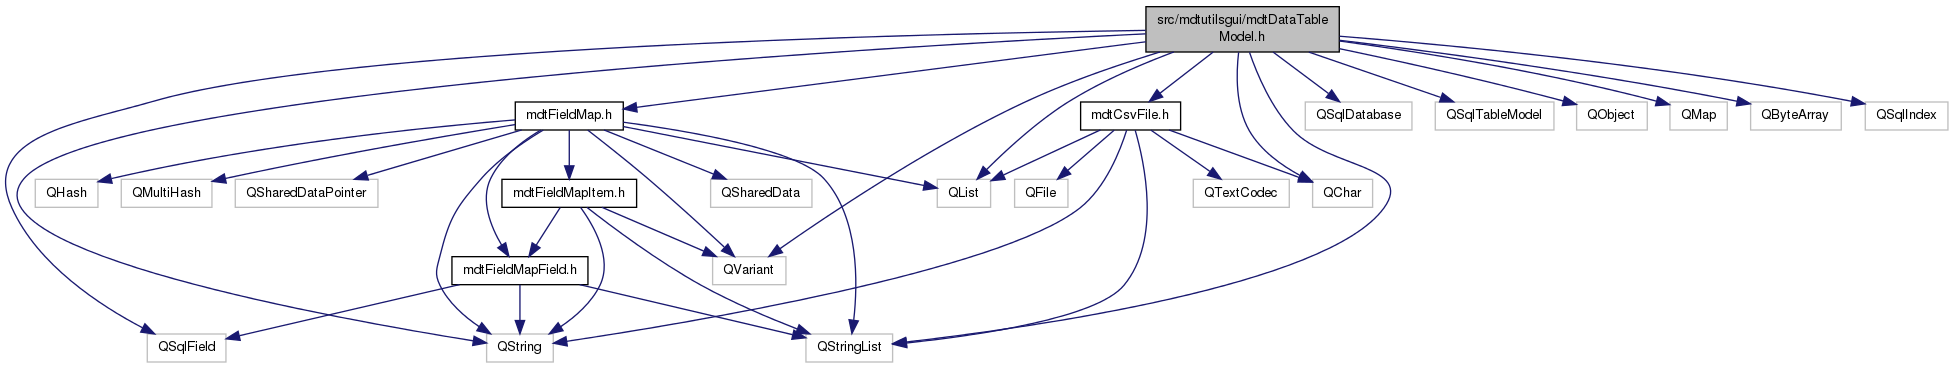 src/mdtutilsgui/mdtDataTable
Model.h
mdtFieldMap.h
mdtCsvFile.h
QSqlDatabase
QSqlTableModel
QObject
QMap
QByteArray
QSqlIndex
QHash
QMultiHash
QSharedDataPointer
mdtFieldMapItem.h
QSharedData
QList
QFile
QTextCodec
QChar
mdtFieldMapField.h
QVariant
QSqlField
QString
QStringList